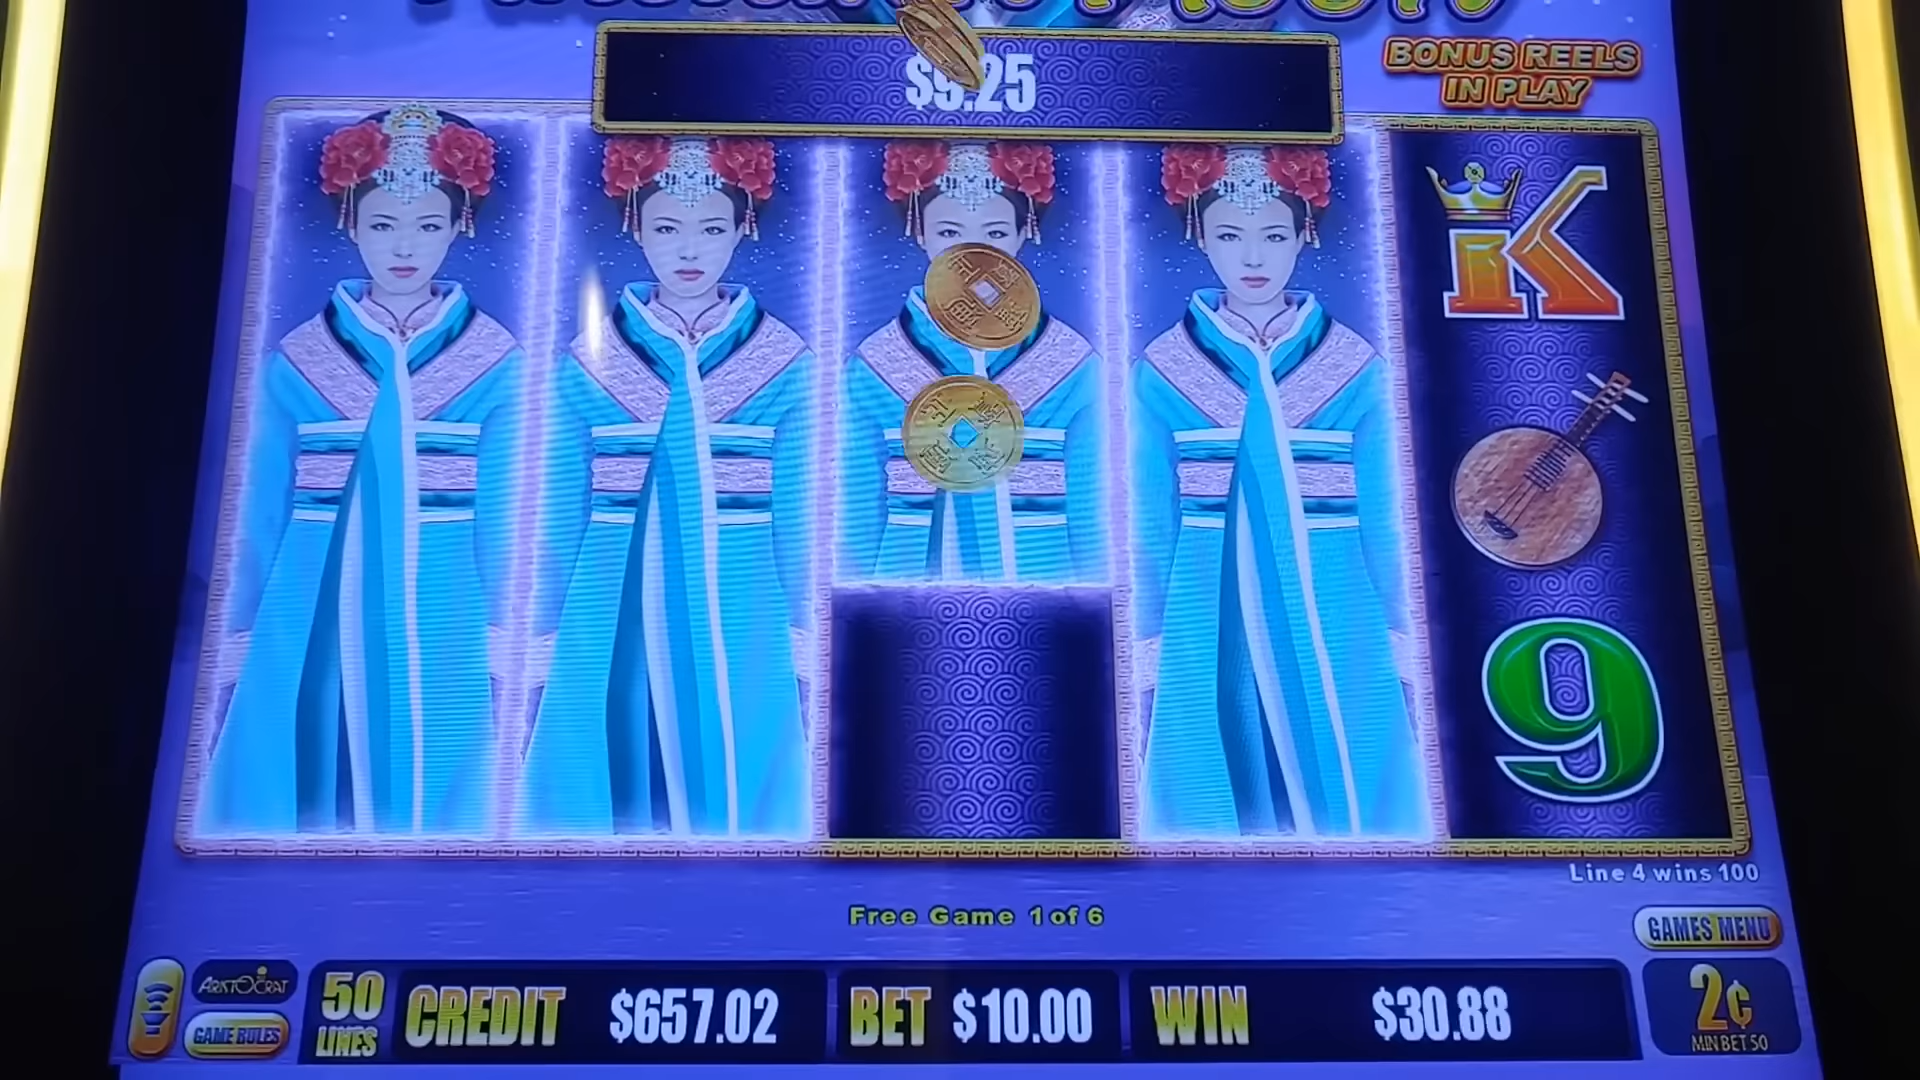 $9.25
BONUS REELS
IN PLAY
K
9
Line 4 wins 100
Free Game 1 of 6
GAMES MENU
ARISTOCRAT
GAME RULES
50
LINES
CREDIT $657.02
BET $10.00
WIN $30.88
2¢
MIN BET 50